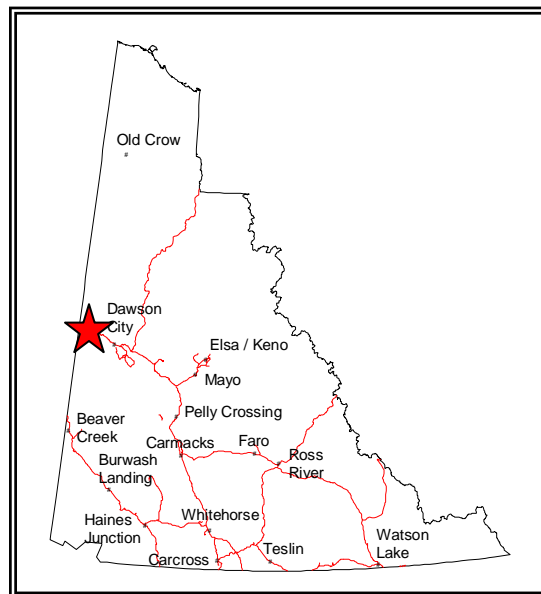 Old Crow
Dawson
City
Elsa / Keno
Mayo
Pelly Crossing
Beaver
Creek
Carmacks
Faro
Ross
River
Burwash
Landing
Whitehorse
Haines
Junction
Watson
Lake
Carcross
Teslin